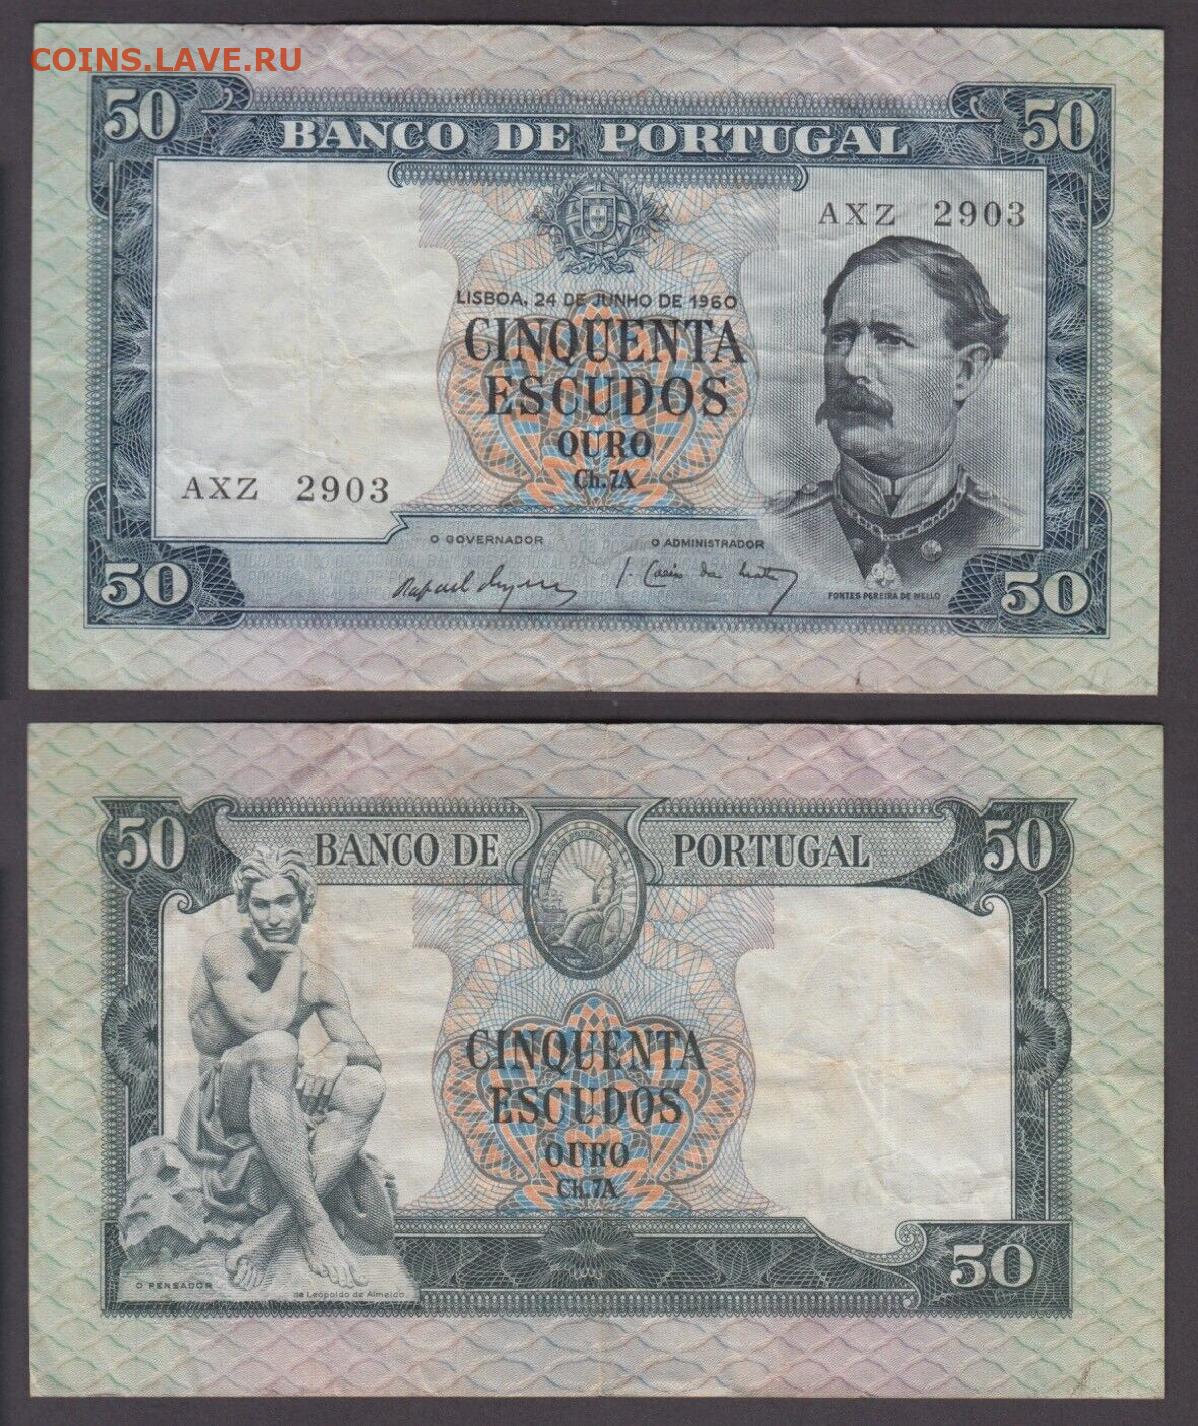 COINS.LAVE.RU
50 50
BANCO DE PORTUGAL
AXZ 2903
LISBOA, 24 DE JUNHO DE 1960
CINQUENTA
ESCUDOS
OURO
Ch. 7A
AXZ 2903
O GOVERNADOR O ADMINISTRADOR
50 50
FONTES PEREIRA DE MELLO
50 BANCO DE PORTUGAL 50
CINQUENTA
ESCUDOS
OURO
Ch. 7A
50
O PENSADOR
de Leopoldo de Almeida